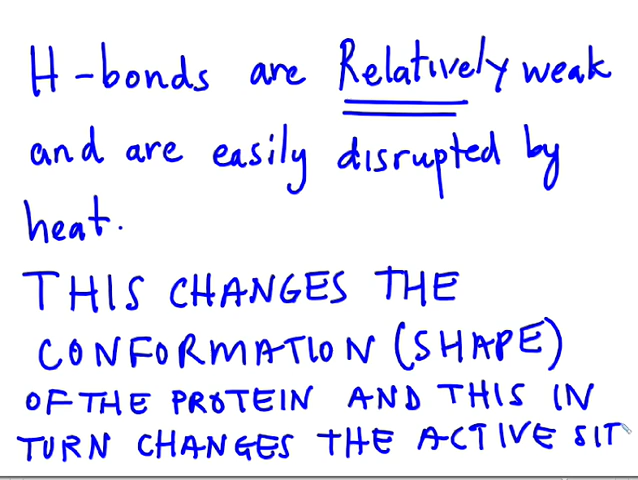 H-bonds are Relatively weak
and are easily disrupted by
heat.
THIS CHANGES THE
CONFORMATION (SHAPE)
OF THE PROTEIN AND THIS IN
TURN CHANGES THE ACTIVE SIT